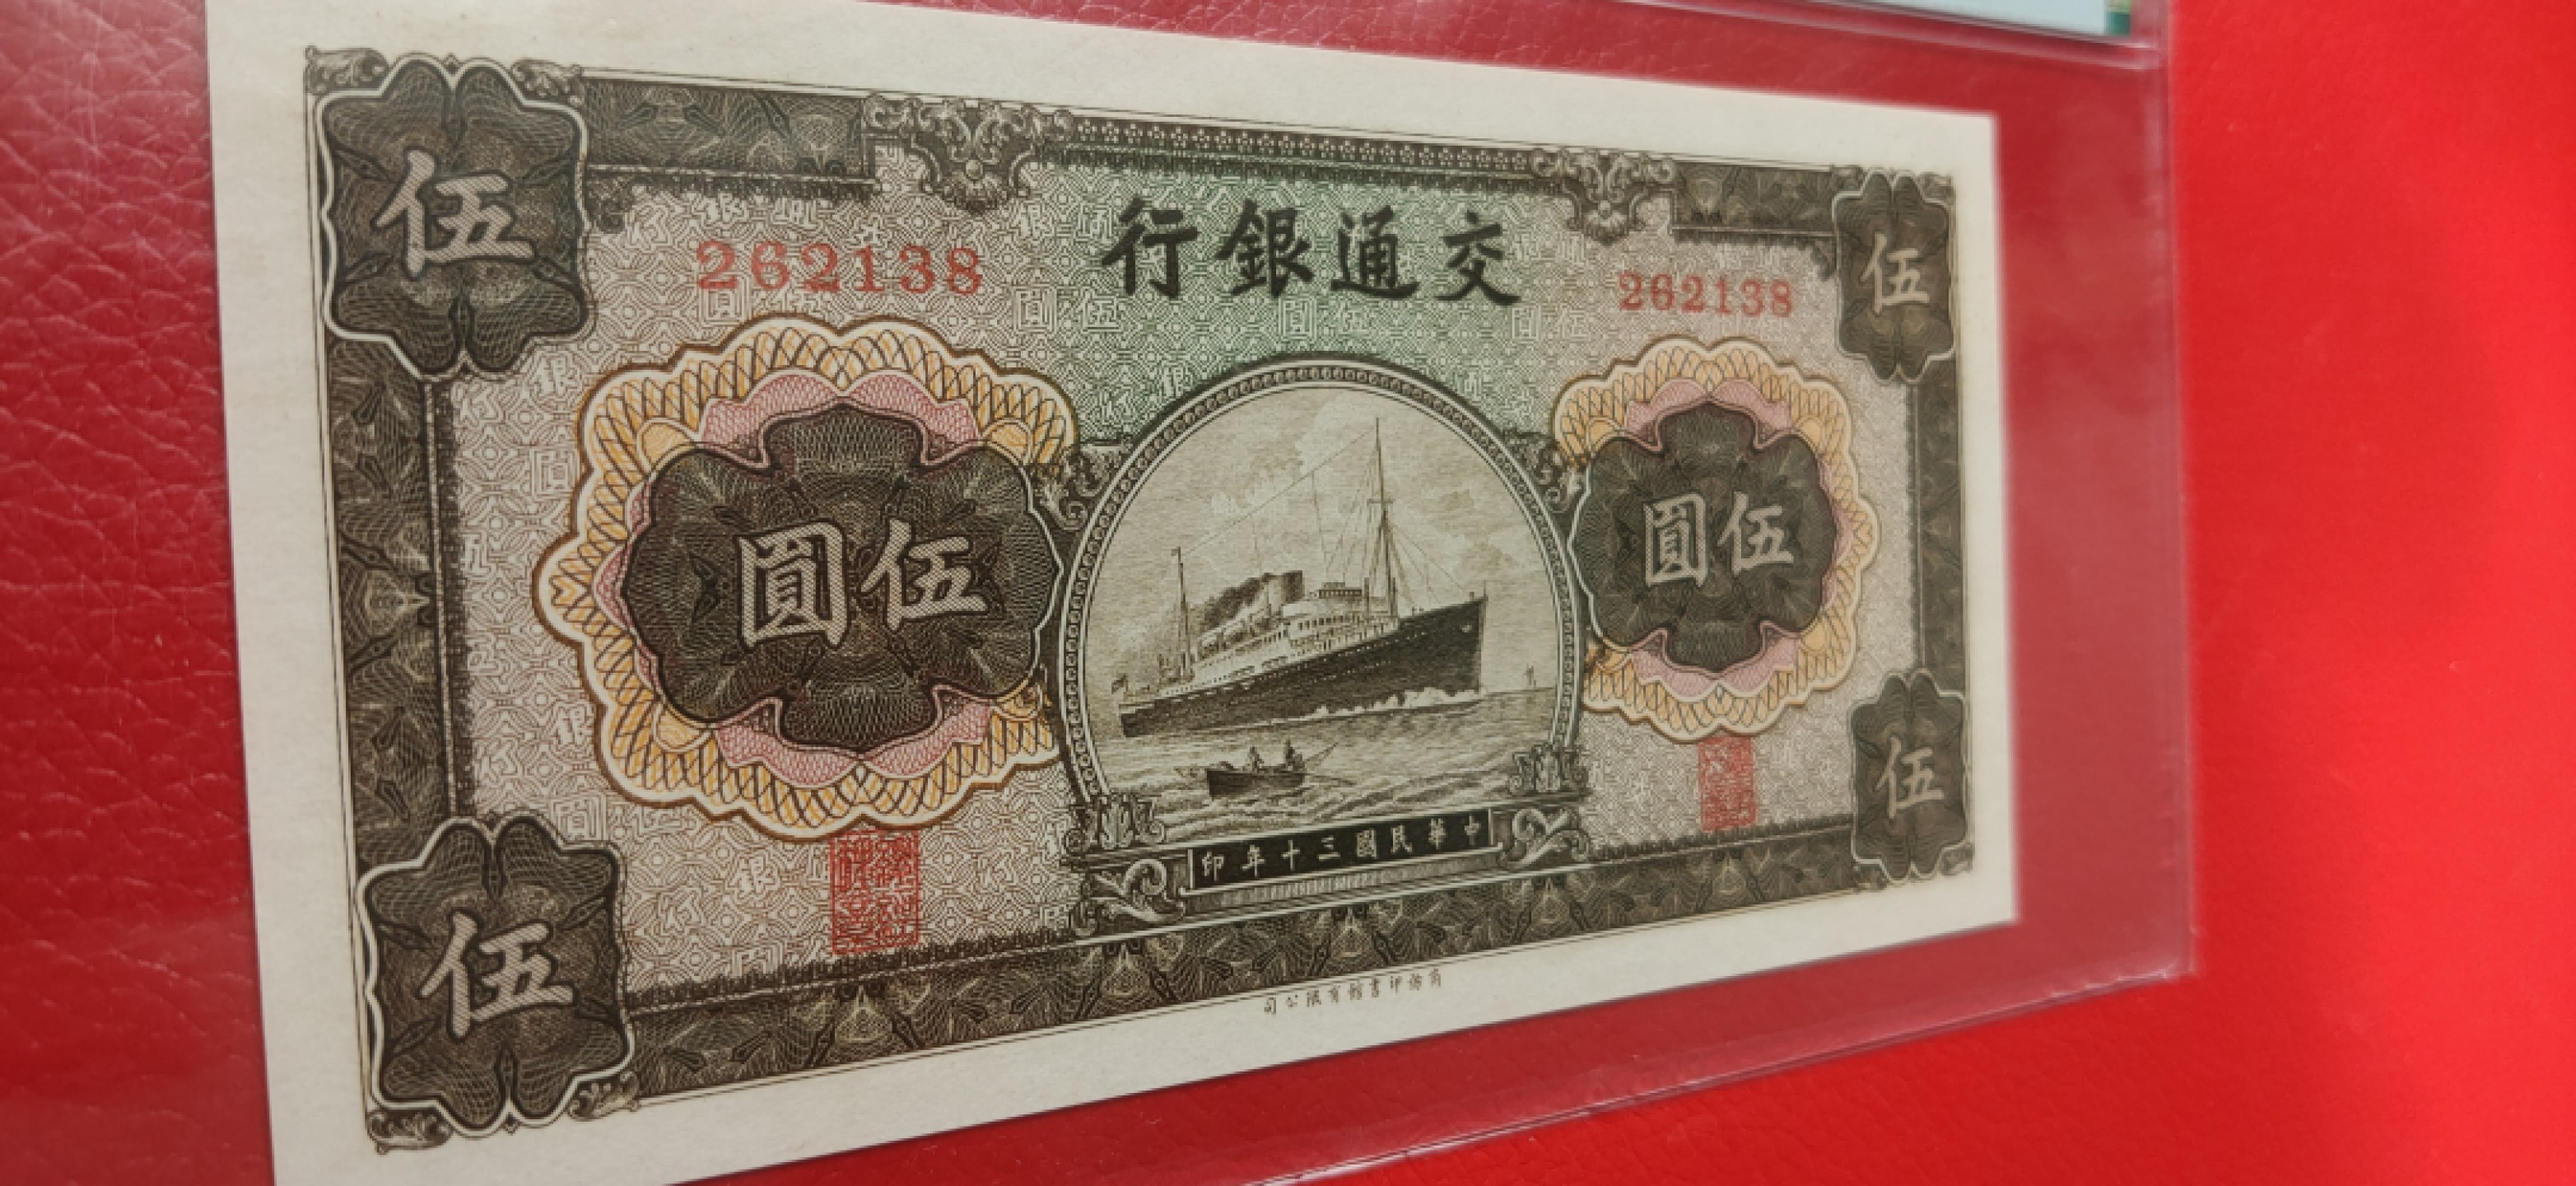 伍
伍
交通銀行
262138
262138
伍圓
伍圓
中華民國三十年印
伍
伍
商務印書館有限公司